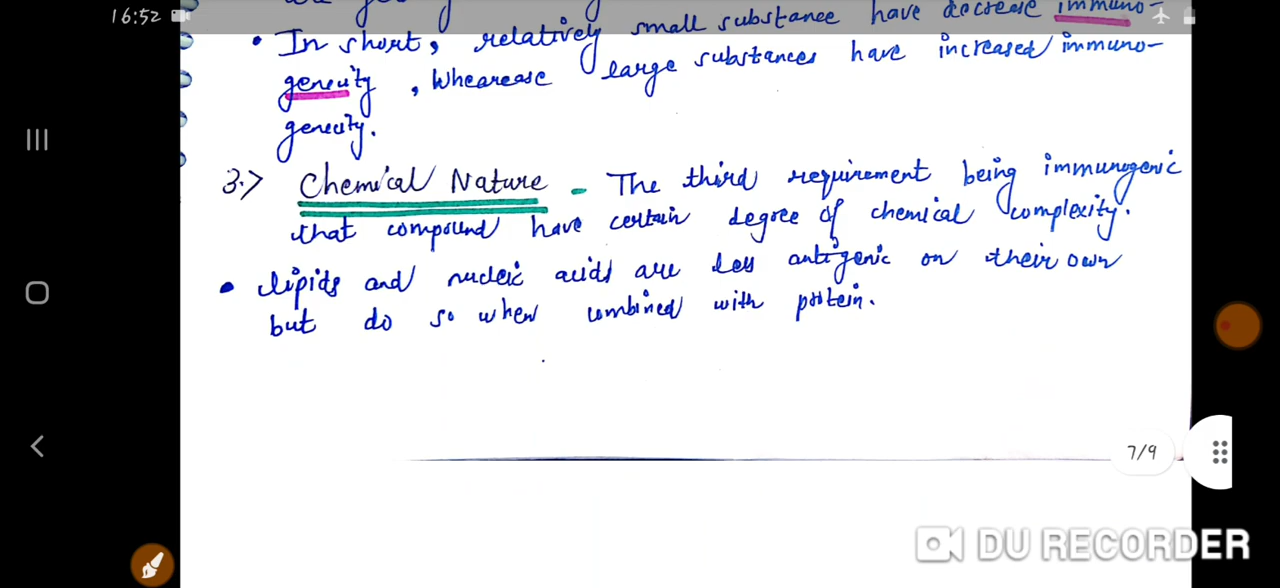 16:52
small substance have decrease immuno-
• In short, relatively
genecity, Wherease large substances have increased immuno-
genecity.
3.> Chemical Nature - The third requirement being immunogenic
that compound have certain degree of chemical complexity.
• lipids and nucleic acids are less antigenic on their own
but do so when combined with protein.
7/9
DU RECORDER